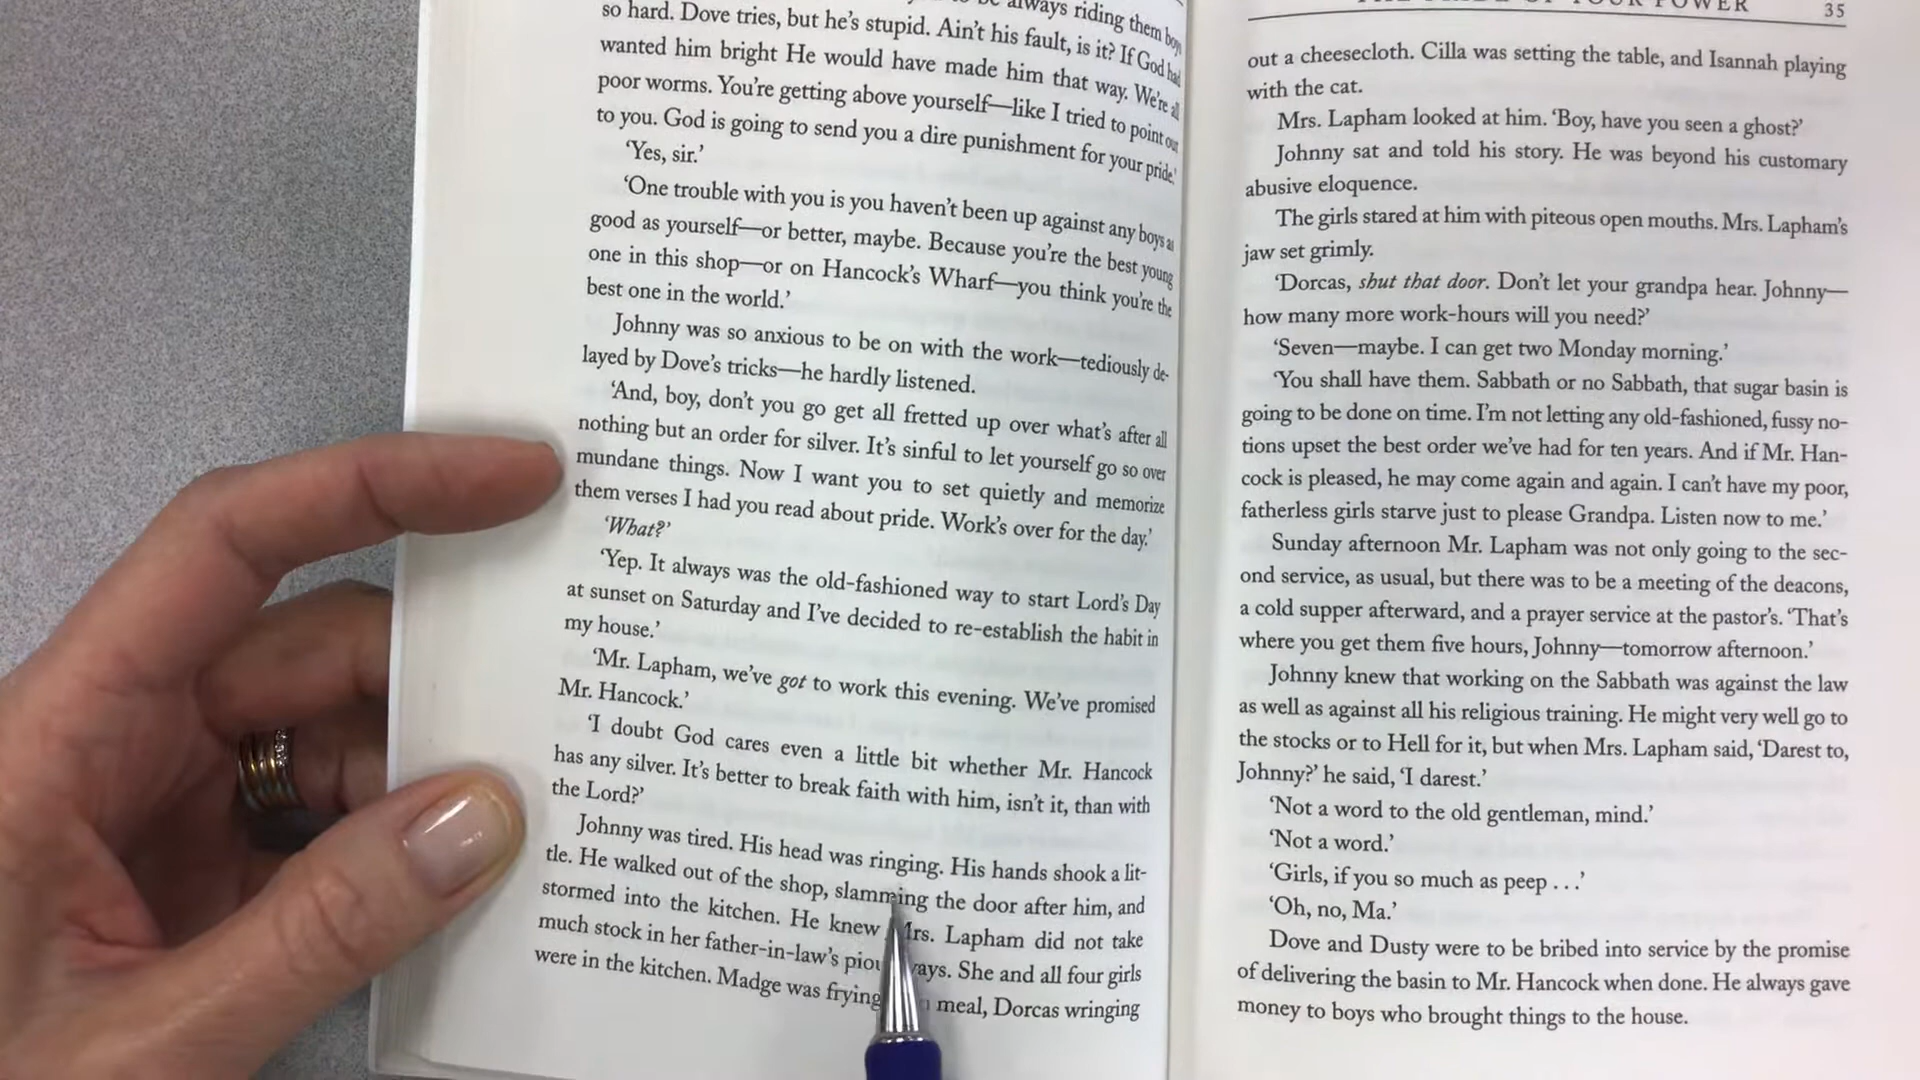 always riding them boys
so hard. Dove tries, but he's stupid. Ain't his fault, is it? If God had
wanted him bright He would have made him that way. We're all
poor worms. You're getting above yourself—like I tried to point out
to you. God is going to send you a dire punishment for your pride.'
'Yes, sir.'
'One trouble with you is you haven't been up against any boys as
good as yourself—or better, maybe. Because you're the best young
one in this shop—or on Hancock's Wharf—you think you're the
best one in the world.'
Johnny was so anxious to be on with the work—tediously de-
layed by Dove's tricks—he hardly listened.
'And, boy, don't you go get all fretted up over what's after all
nothing but an order for silver. It's sinful to let yourself go so over
mundane things. Now I want you to set quietly and memorize
them verses I had you read about pride. Work's over for the day.'
'What?'
'Yep. It always was the old-fashioned way to start Lord's Day
at sunset on Saturday and I've decided to re-establish the habit in
my house.'
'Mr. Lapham, we've got to work this evening. We've promised
Mr. Hancock.'
'I doubt God cares even a little bit whether Mr. Hancock
has any silver. It's better to break faith with him, isn't it, than with
the Lord?'
Johnny was tired. His head was ringing. His hands shook a lit-
tle. He walked out of the shop, slamming the door after him, and
stormed into the kitchen. He knew Mrs. Lapham did not take
much stock in her father-in-law's pious ways. She and all four girls
were in the kitchen. Madge was frying meal, Dorcas wringing
35
out a cheesecloth. Cilla was setting the table, and Isannah playing
with the cat.
Mrs. Lapham looked at him. 'Boy, have you seen a ghost?'
Johnny sat and told his story. He was beyond his customary
abusive eloquence.
The girls stared at him with piteous open mouths. Mrs. Lapham's
jaw set grimly.
'Dorcas, shut that door. Don't let your grandpa hear. Johnny—
how many more work-hours will you need?'
'Seven—maybe. I can get two Monday morning.'
'You shall have them. Sabbath or no Sabbath, that sugar basin is
going to be done on time. I'm not letting any old-fashioned, fussy no-
tions upset the best order we've had for ten years. And if Mr. Han-
cock is pleased, he may come again and again. I can't have my poor,
fatherless girls starve just to please Grandpa. Listen now to me.'
Sunday afternoon Mr. Lapham was not only going to the sec-
ond service, as usual, but there was to be a meeting of the deacons,
a cold supper afterward, and a prayer service at the pastor's. 'That's
where you get them five hours, Johnny—tomorrow afternoon.'
Johnny knew that working on the Sabbath was against the law
as well as against all his religious training. He might very well go to
the stocks or to Hell for it, but when Mrs. Lapham said, 'Darest to,
Johnny?' he said, 'I darest.'
'Not a word to the old gentleman, mind.'
'Not a word.'
'Girls, if you so much as peep . . .'
'Oh, no, Ma.'
Dove and Dusty were to be bribed into service by the promise
of delivering the basin to Mr. Hancock when done. He always gave
money to boys who brought things to the house.